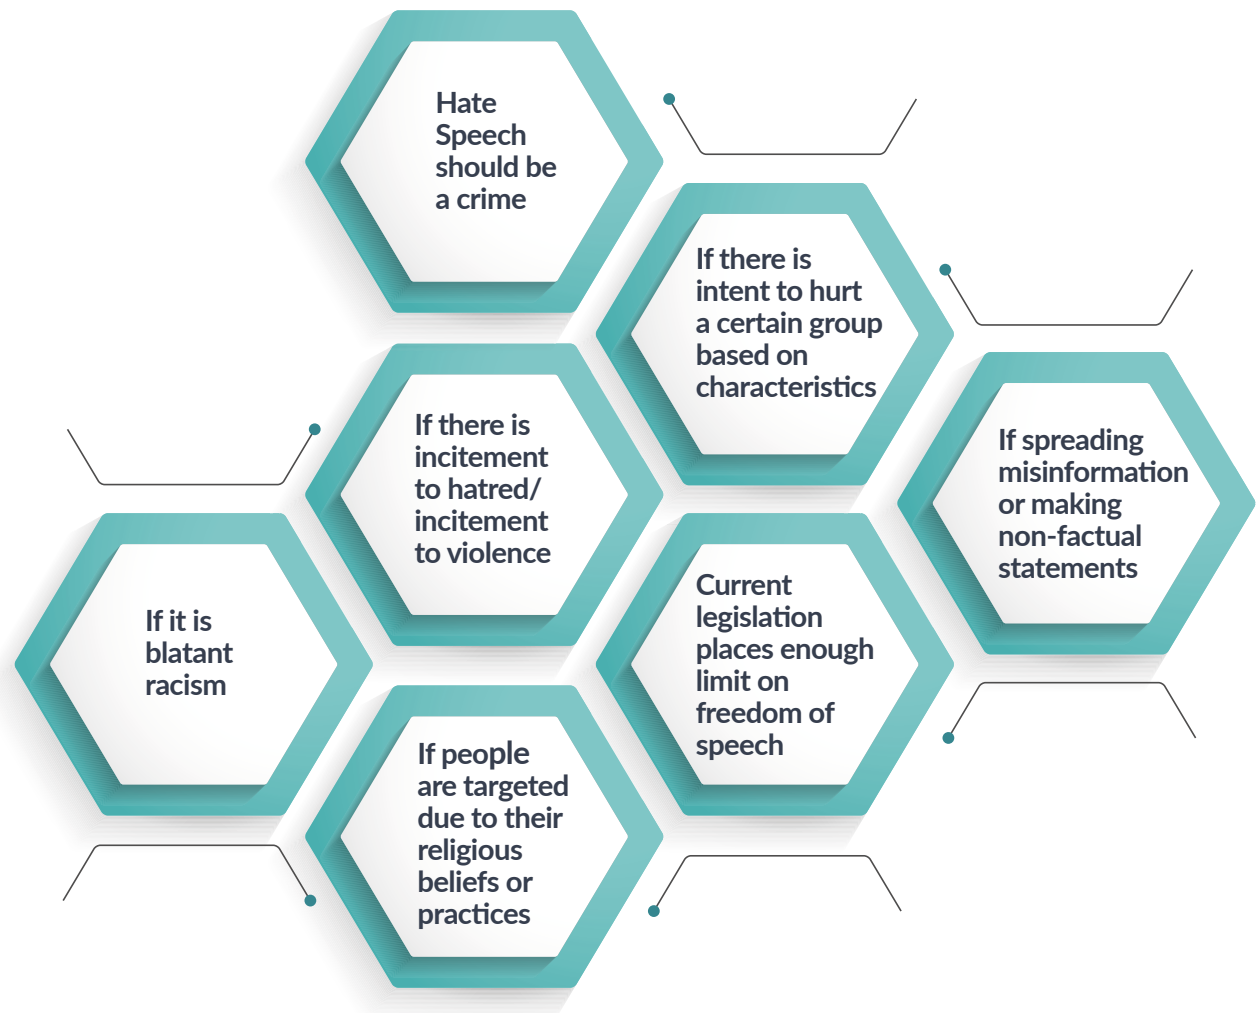 Hate
Speech
should be
a crime
If there is
intent to hurt
a certain group
based on
characteristics
If there is
incitement
to hatred/
incitement
to violence
If spreading
misinformation
or making
non-factual
statements
If it is
blatant
racism
Current
legislation
places enough
limit on
freedom of
speech
If people
are targeted
due to their
religious
beliefs or
practices